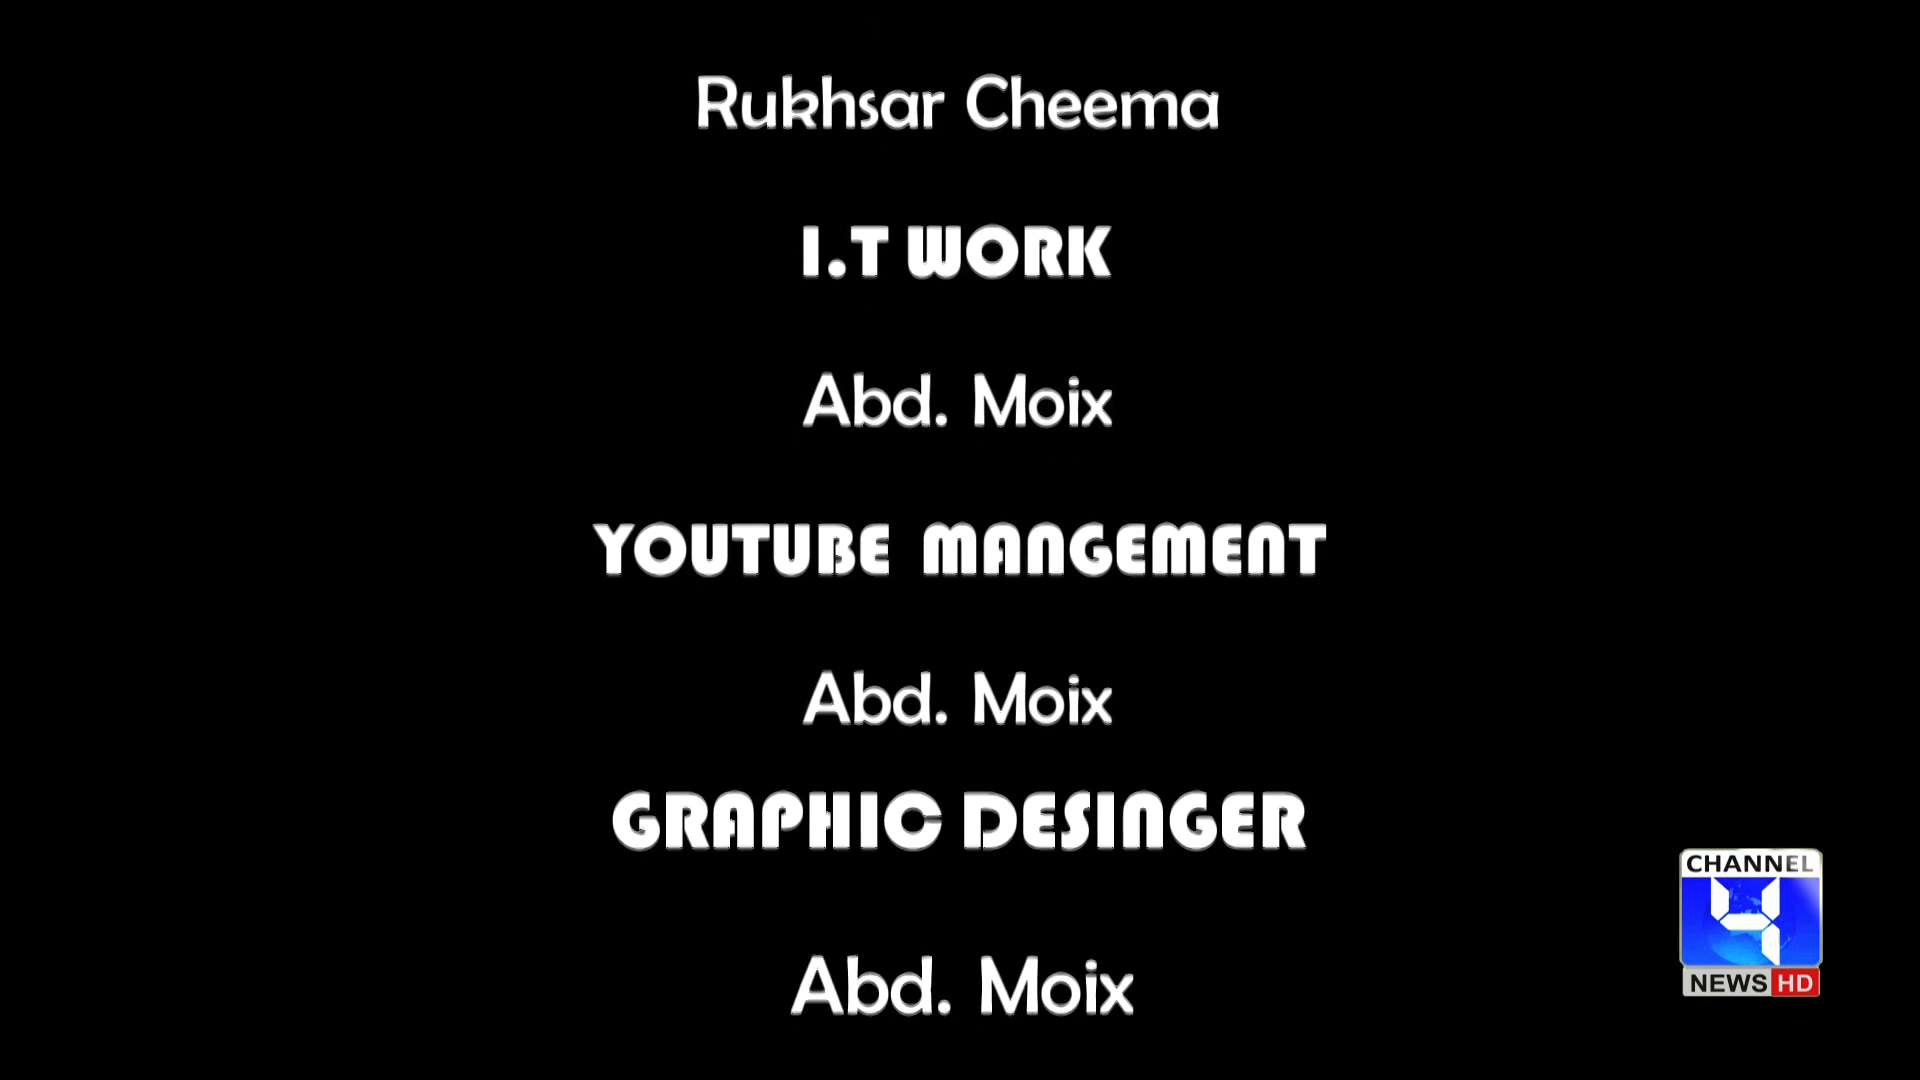 Rukhsar Cheema
I.T WORK
Abd. Moix
YOUTUBE MANGEMENT
Abd. Moix
GRAPHIC DESINGER
Abd. Moix
CHANNEL
4
NEWS HD